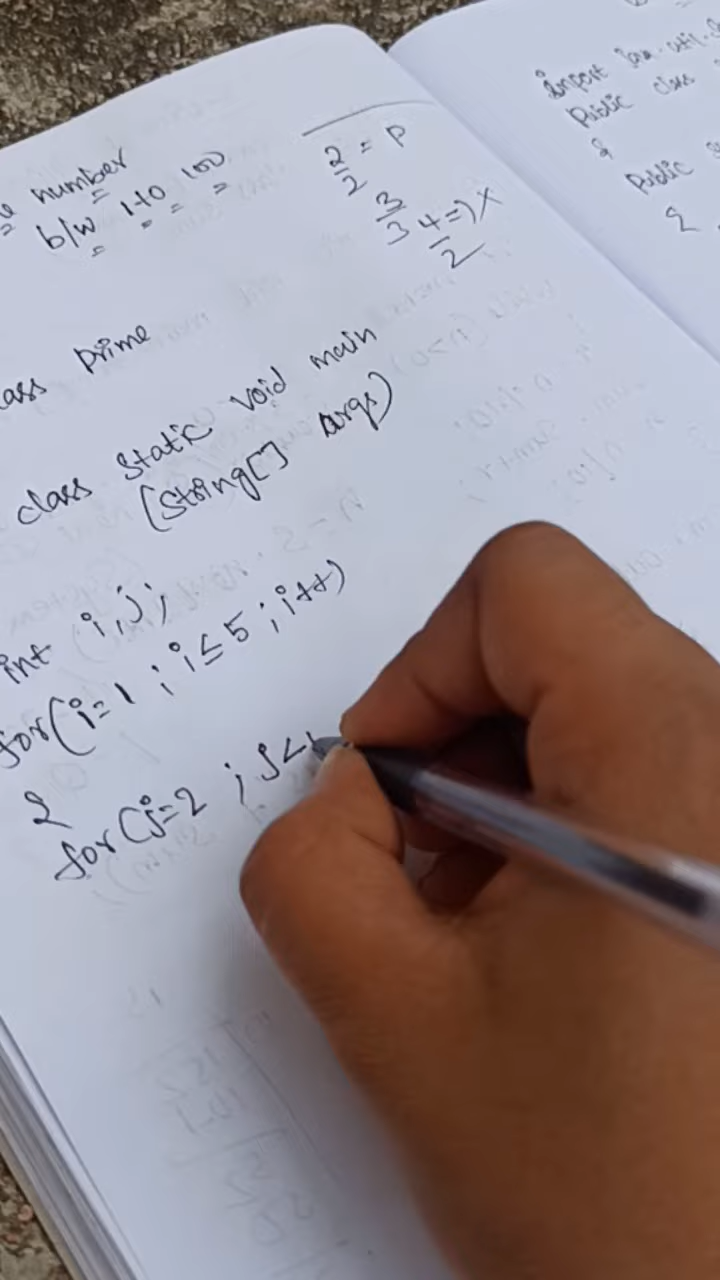 number
b/w 1 to 100
2/2 = P
3/3
4/2 => X
Prime
class Static void main
(String[] args)
int i,j;
for(i=1 ; i≤5 ; i++)
{
for(j=2 ; j<
import
Public class
{
Public
{